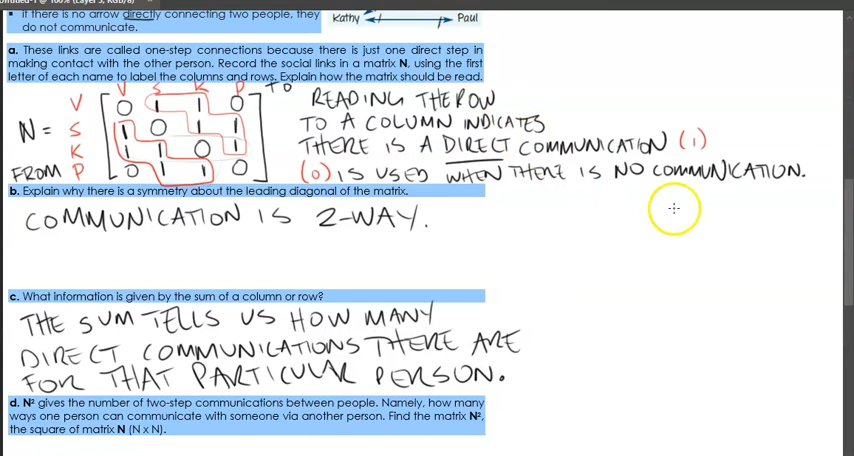 ▪ if there is no arrow directly connecting two people, they
do not communicate.
Kathy Paul
a. These links are called one-step connections because there is just one direct step in
making contact with the other person. Record the social links in a matrix N, using the
first letter of each name to label the columns and rows. Explain how the matrix should be read.
V S K P TO
V 0 1 1 0
N = S 1 0 1 1
K 1 1 0 1
FROM P 0 1 1 0
READING THE ROW
TO A COLUMN INDICATES
THERE IS A DIRECT COMMUNICATION (1)
(0) IS USED WHEN THERE IS NO COMMUNICATION.
b. Explain why there is a symmetry about the leading diagonal of the matrix.
COMMUNICATION IS 2-WAY.
c. What information is given by the sum of a column or row?
THE SUM TELLS US HOW MANY
DIRECT COMMUNICATIONS THERE ARE
FOR THAT PARTICULAR PERSON.
d. N² gives the number of two-step communications between people. Namely, how many
ways one person can communicate with someone via another person. Find the matrix N²,
the square of matrix N (N x N).